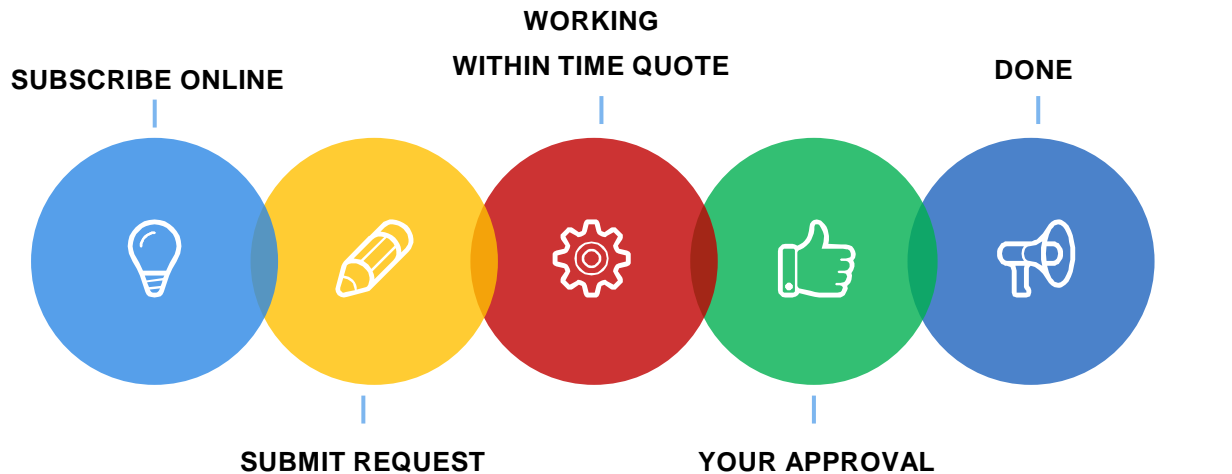 SUBSCRIBE ONLINE
SUBMIT REQUEST
WORKING
WITHIN TIME QUOTE
YOUR APPROVAL
DONE